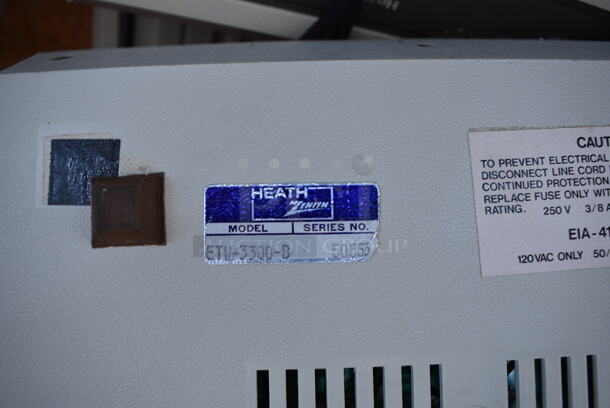 HEATH
ZENITH
MODEL SERIES NO.
ETW-3300-B
CAUT
TO PREVENT ELECTRICAL
DISCONNECT LINE CORD
CONTINUED PROTECTION
REPLACE FUSE ONLY WIT
RATING. 250 V 3/8 A
EIA-41
120VAC ONLY 50/